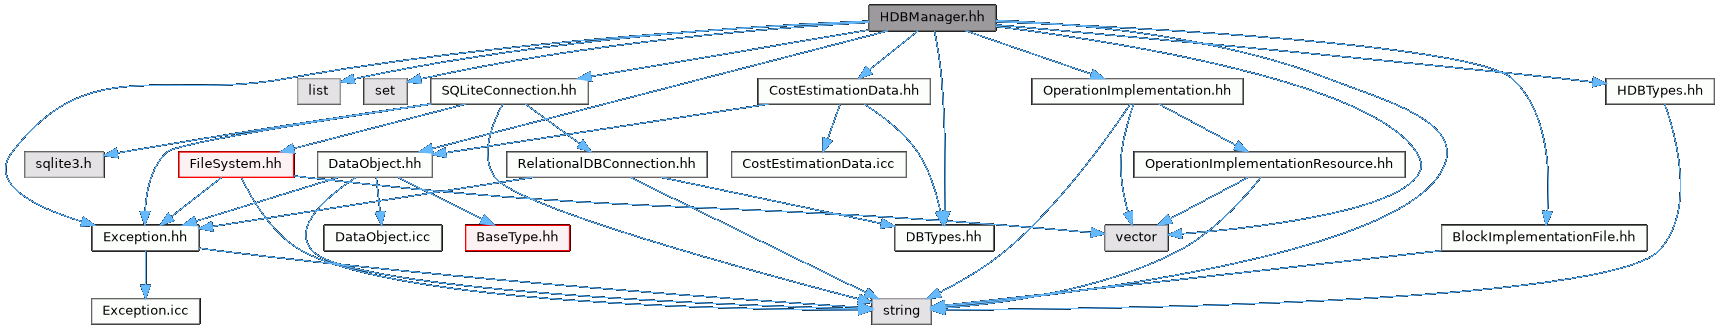 HDBManager.hh
list
set
SQLiteConnection.hh
CostEstimationData.hh
OperationImplementation.hh
HDBTypes.hh
sqlite3.h
FileSystem.hh
DataObject.hh
RelationalDBConnection.hh
CostEstimationData.icc
OperationImplementationResource.hh
Exception.hh
DataObject.icc
BaseType.hh
DBTypes.hh
vector
BlockImplementationFile.hh
Exception.icc
string